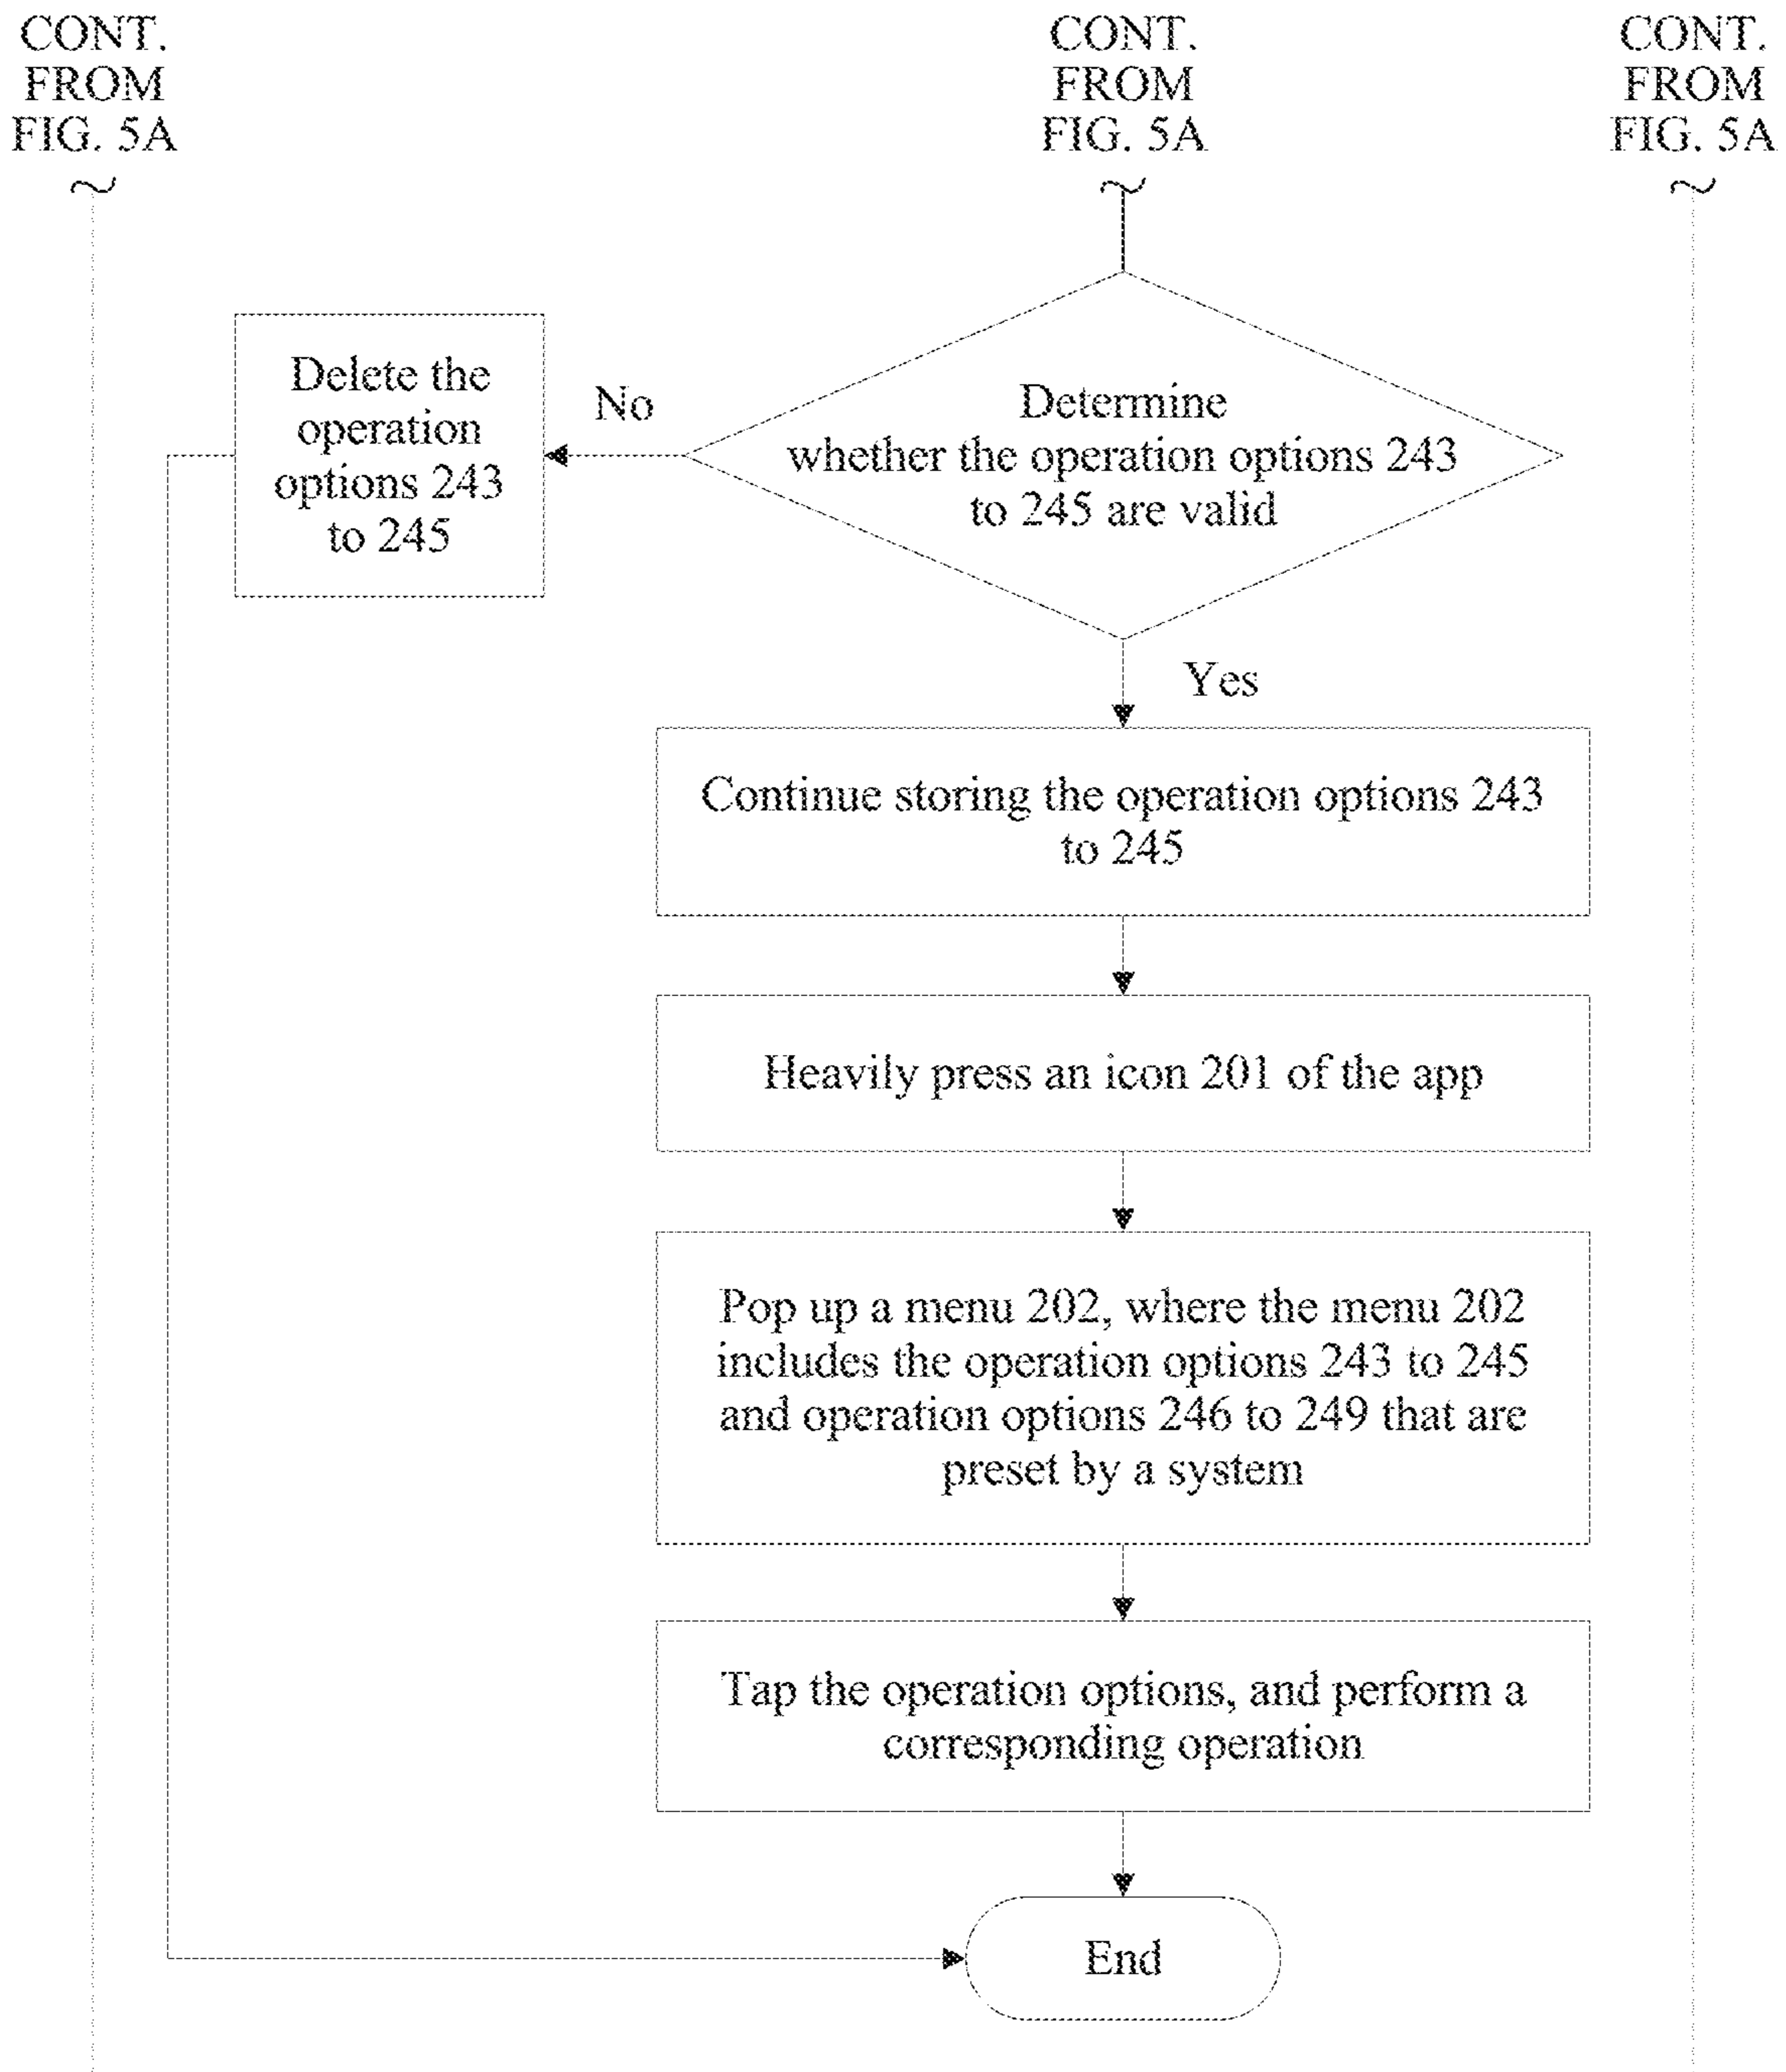 CONT.
FROM
FIG. 5A
CONT.
FROM
FIG. 5A
CONT.
FROM
FIG. 5A
Determine
whether the operation options 243
to 245 are valid
No
Delete the
operation
options 243
to 245
Yes
Continue storing the operation options 243
to 245
Heavily press an icon 201 of the app
Pop up a menu 202, where the menu 202
includes the operation options 243 to 245
and operation options 246 to 249 that are
preset by a system
Tap the operation options, and perform a
corresponding operation
End